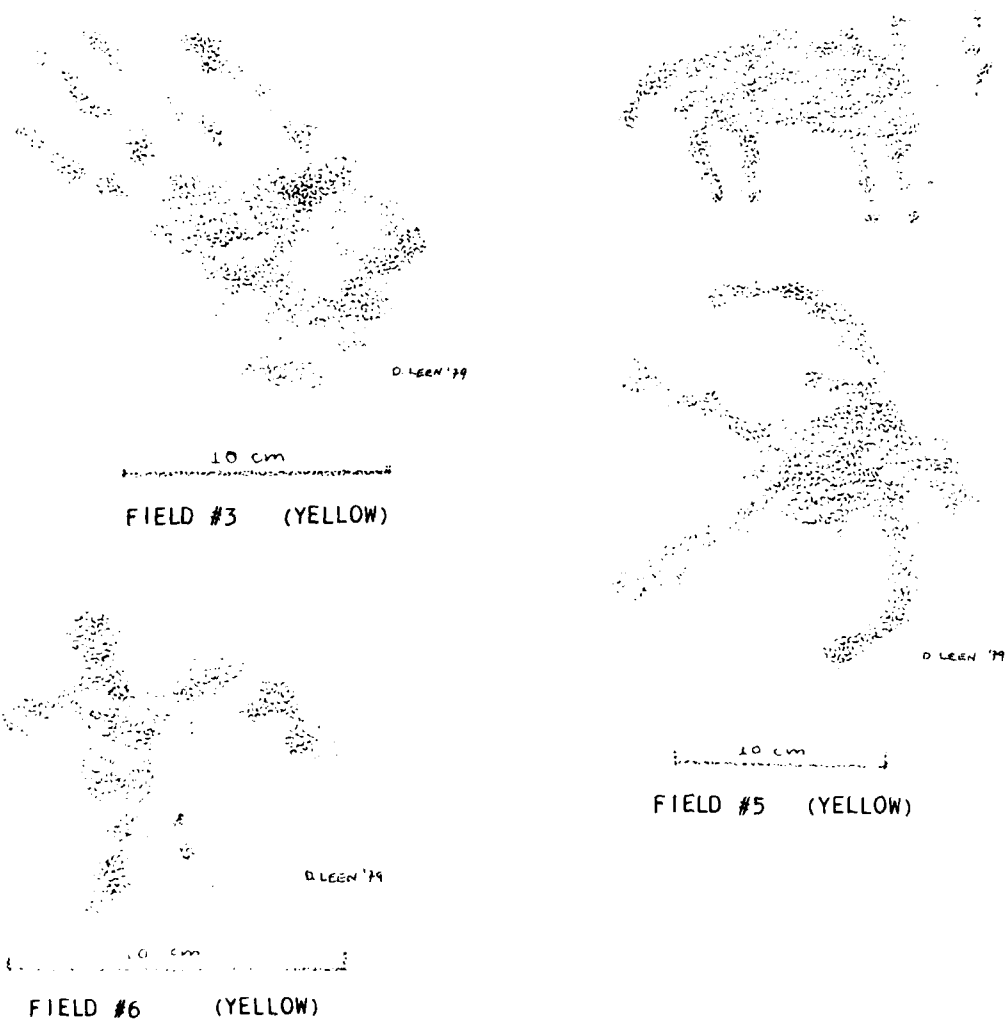 D. LEEN '79
10 cm
FIELD #3 (YELLOW)
D. LEEN '79
10 cm
FIELD #5 (YELLOW)
D. LEEN '79
10 cm
FIELD #6 (YELLOW)